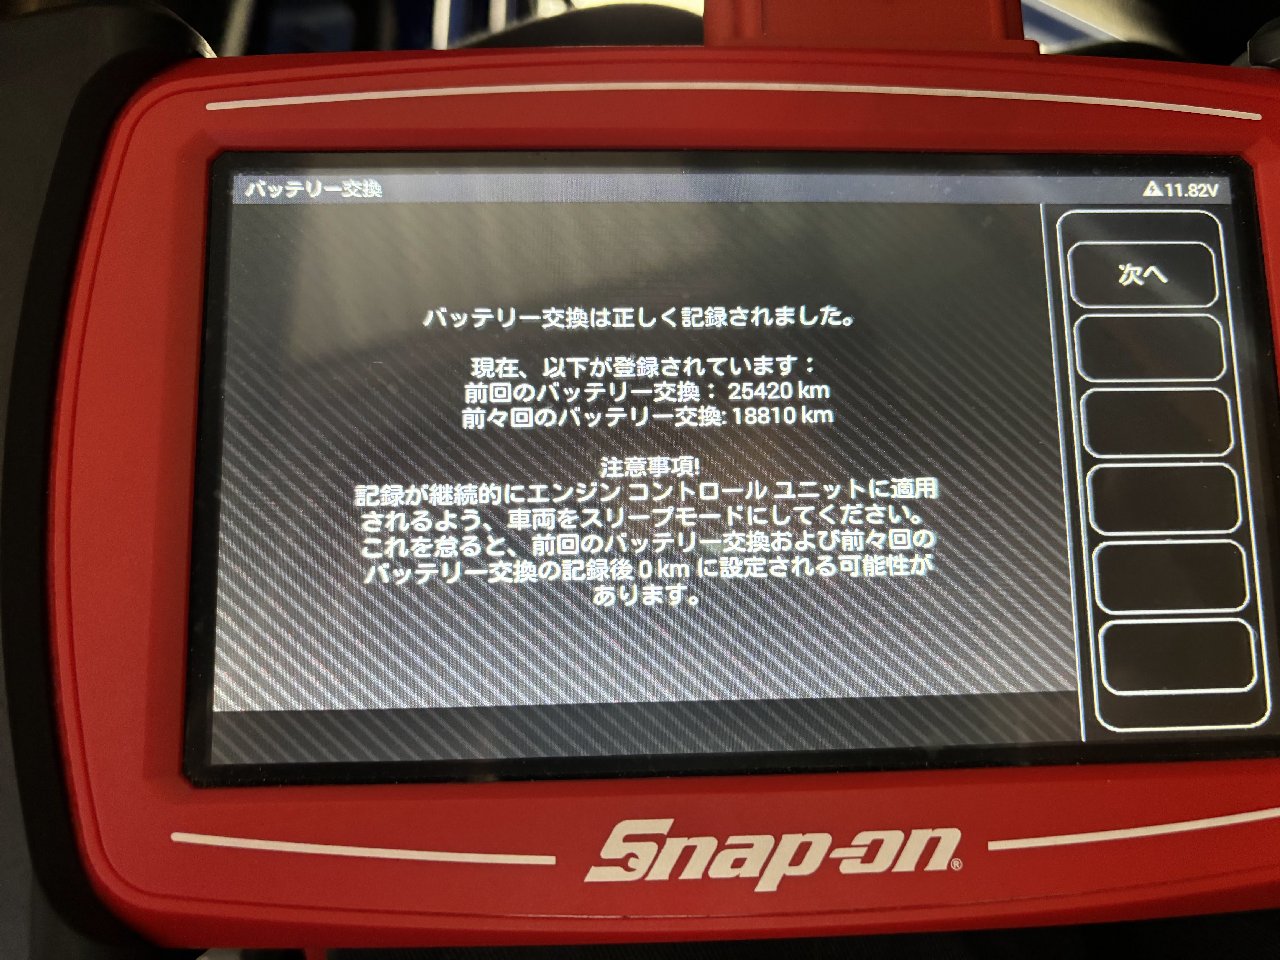 バッテリー交換
11.82V
次へ
バッテリー交換は正しく記録されました。
現在、以下が登録されています：
前回のバッテリー交換： 25420 km
前々回のバッテリー交換: 18810 km
注意事項!
記録が継続的にエンジン コントロール ユニットに適用
されるよう、車両をスリープモードにしてください。
これを怠ると、前回のバッテリー交換および前々回の
バッテリー交換の記録後 0 km に設定される可能性が
あります。
Snap-on®